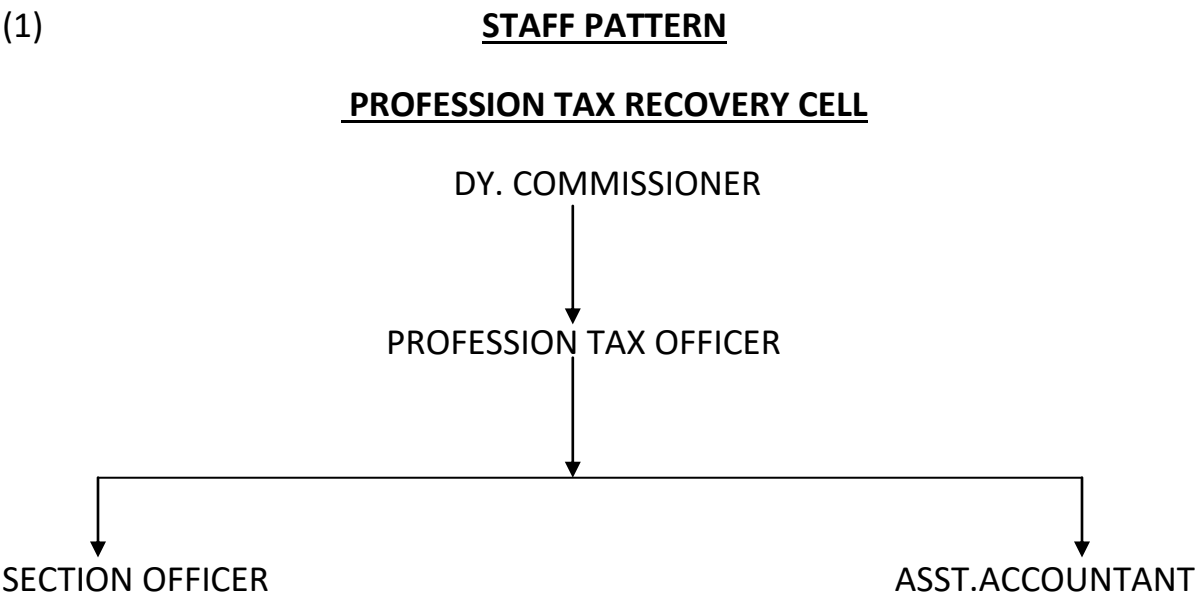 (1) STAFF PATTERN
PROFESSION TAX RECOVERY CELL
DY. COMMISSIONER
PROFESSION TAX OFFICER
SECTION OFFICER ASST.ACCOUNTANT